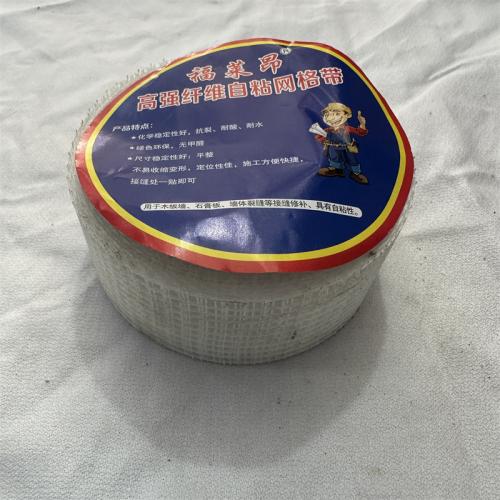 福莱昂
高强纤维自粘网格带
产品特点：
★化学稳定性好，抗裂、耐酸、耐水
★绿色环保，无甲醛
★尺寸稳定性好：平整
不易收缩变形，定位性佳，施工方便快捷，
接缝处一贴即可
用于木板墙、石膏板、墙体裂缝等接缝修补、具有自黏性。